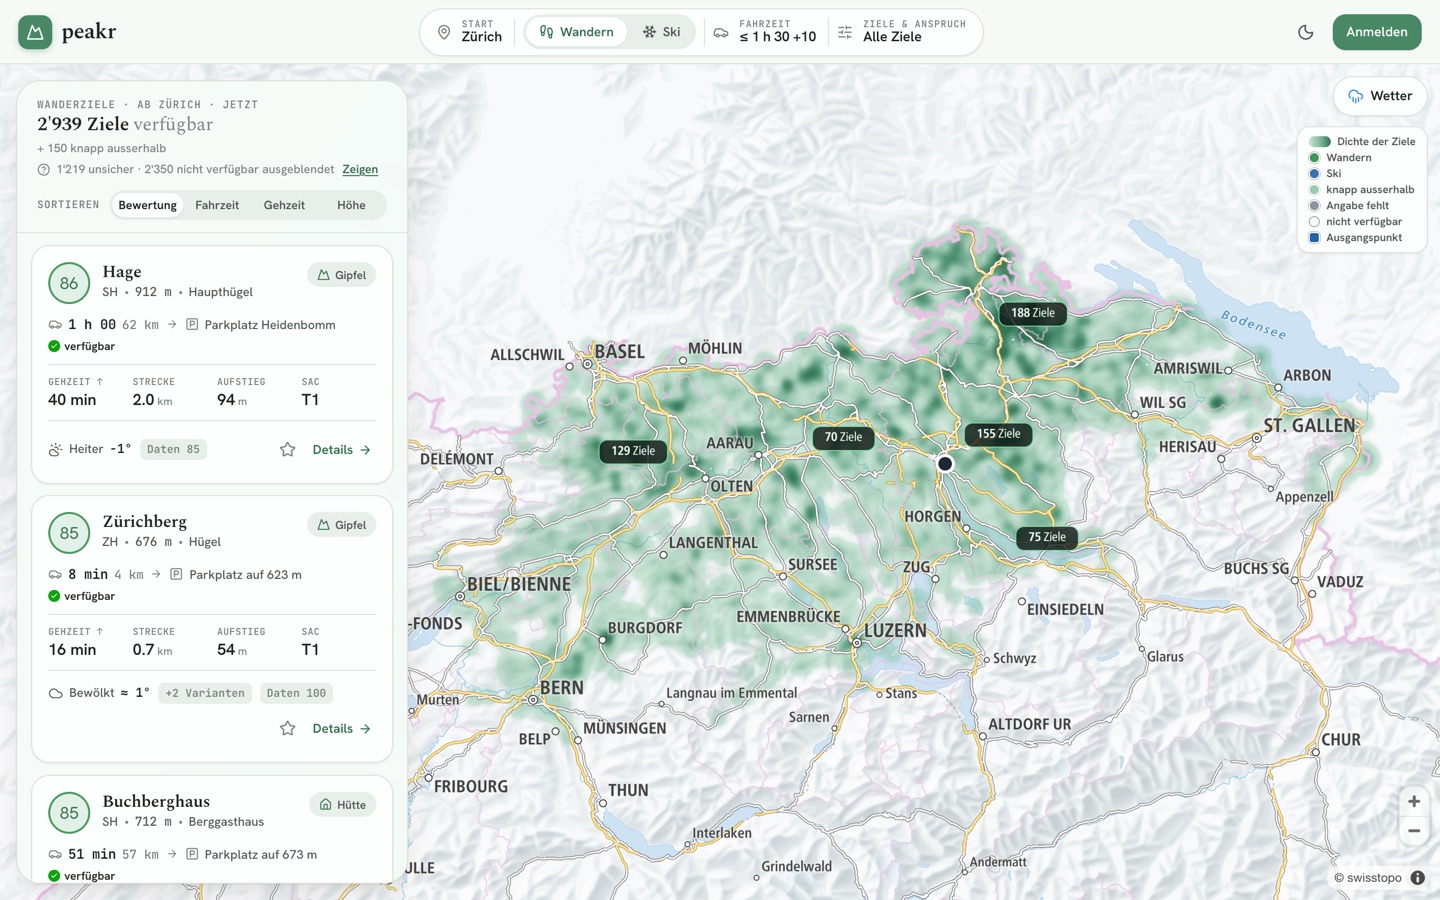 peakr
START
Zürich
Wandern
Ski
FAHRZEIT
≤ 1 h 30 +10
ZIELE & ANSPRUCH
Alle Ziele
Anmelden
WANDERZIELE · AB ZÜRICH · JETZT
2'939 Ziele verfügbar
+ 150 knapp ausserhalb
1'219 unsicher · 2'350 nicht verfügbar ausgeblendet Zeigen
SORTIEREN Bewertung Fahrzeit Gehzeit Höhe
86
Hage
SH • 912 m • Haupthügel
Gipfel
1 h 00 62 km → P Parkplatz Heidenbomm
verfügbar
GEHZEIT ↑ STRECKE AUFSTIEG SAC
40 min 2.0 km 94 m T1
Heiter -1° Daten 85 Details →
85
Zürichberg
ZH • 676 m • Hügel
Gipfel
8 min 4 km → P Parkplatz auf 623 m
verfügbar
GEHZEIT ↑ STRECKE AUFSTIEG SAC
16 min 0.7 km 54 m T1
Bewölkt ≈ 1° +2 Varianten Daten 100
Details →
85
Buchberghaus
SH • 712 m • Berggasthaus
Hütte
51 min 57 km → P Parkplatz auf 673 m
verfügbar
Wetter
Dichte der Ziele
Wandern
Ski
knapp ausserhalb
Angabe fehlt
nicht verfügbar
Ausgangspunkt
188 Ziele
Bodensee
ALLSCHWIL
BASEL
MÖHLIN
AMRISWIL
ARBON
WIL SG
ST. GALLEN
HERISAU
155 Ziele
70 Ziele
129 Ziele
AARAU
DELÉMONT
OLTEN
Appenzell
HORGEN
75 Ziele
LANGENTHAL
SURSEE
ZUG
BUCHS SG
VADUZ
BIEL/BIENNE
EINSIEDELN
-FONDS
BURGDORF
EMMENBRÜCKE
LUZERN
Schwyz
Glarus
BERN
Langnau im Emmental
Stans
Murten
Sarnen
ALTDORF UR
MÜNSINGEN
BELP
CHUR
FRIBOURG
THUN
Interlaken
ULLE
Grindelwald
Andermatt
+
−
© swisstopo